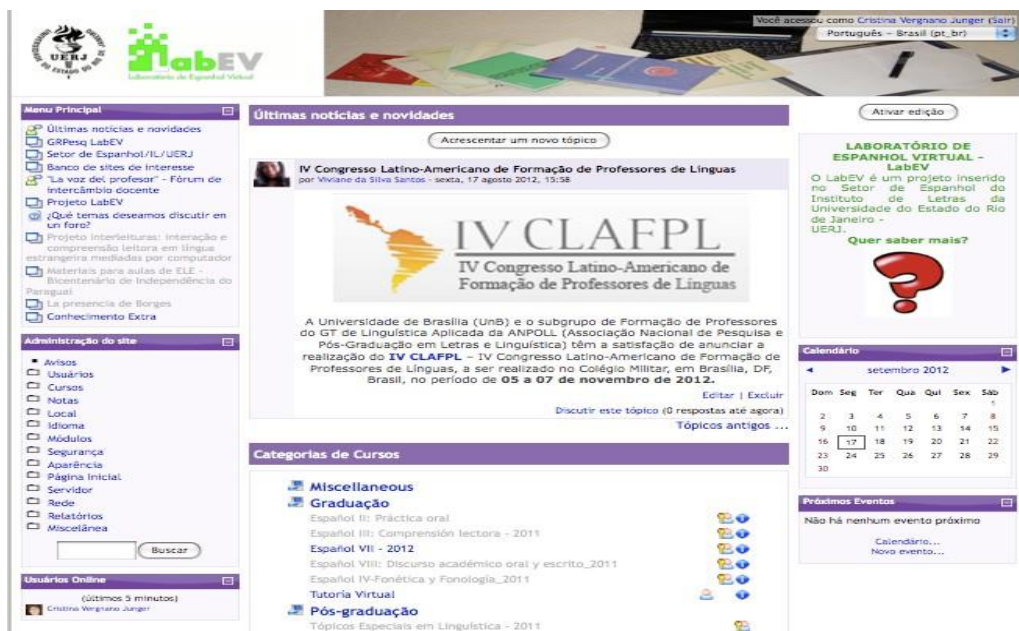 Você acessou como Cristina Vergnano Junger (Sair)
Português - Brasil (pt_br)
UERJ
LabEV
Laboratório de Espanhol Virtual
Menu Principal
Últimas notícias e novidades
GRPesq LabEV
Setor de Espanhol/IL/UERJ
Banco de sites de interesse
"La voz del profesor" - Fórum de
intercâmbio docente
Projeto LabEV
¿Qué temas deseamos discutir en
un foro?
Projeto Interleituras: interação e
compreensão leitora em língua
estrangeira mediadas por computador
Materiais para aulas de ELE -
Bicentenário de Independência do
Paraguai
La presencia de Borges
Conhecimento Extra
Administração do site
Avisos
Usuários
Cursos
Notas
Local
Idioma
Módulos
Segurança
Aparência
Página Inicial
Servidor
Rede
Relatórios
Miscelânea
Buscar
Usuários Online
(últimos 5 minutos)
Cristina Vergnano Junger
Últimas notícias e novidades
Acrescentar um novo tópico
IV Congresso Latino-Americano de Formação de Professores de Línguas
por Viviane da Silva Santos - sexta, 17 agosto 2012, 15:58
IV CLAFPL
IV Congresso Latino-Americano de
Formação de Professores de Línguas
A Universidade de Brasília (UnB) e o subgrupo de Formação de Professores
do GT de Linguística Aplicada da ANPOLL (Associação Nacional de Pesquisa e
Pós-Graduação em Letras e Linguística) têm a satisfação de anunciar a
realização do IV CLAFPL – IV Congresso Latino-Americano de Formação de
Professores de Línguas, a ser realizado no Colégio Militar, em Brasília, DF,
Brasil, no período de 05 a 07 de novembro de 2012.
Editar | Excluir
Discutir este tópico (0 respostas até agora)
Tópicos antigos ...
Categorias de Cursos
Miscellaneous
Graduação
Español II: Práctica oral
Español III: Comprensión lectora - 2011
Español VII - 2012
Español VIII: Discurso académico oral y escrito_2011
Español IV-Fonética y Fonología_2011
Tutoria Virtual
Pós-graduação
Tópicos Especiais em Linguística - 2011
Ativar edição
LABORATÓRIO DE
ESPANHOL VIRTUAL -
LabEV
O LabEV é um projeto inserido
no Setor de Espanhol do
Instituto de Letras da
Universidade do Estado do Rio
de Janeiro -
UERJ.
Quer saber mais?
Calendário
setembro 2012
Dom Seg Ter Qua Qui Sex Sáb
1
2 3 4 5 6 7 8
9 10 11 12 13 14 15
16 17 18 19 20 21 22
23 24 25 26 27 28 29
30
Próximos Eventos
Não há nenhum evento próximo
Calendário...
Novo evento...